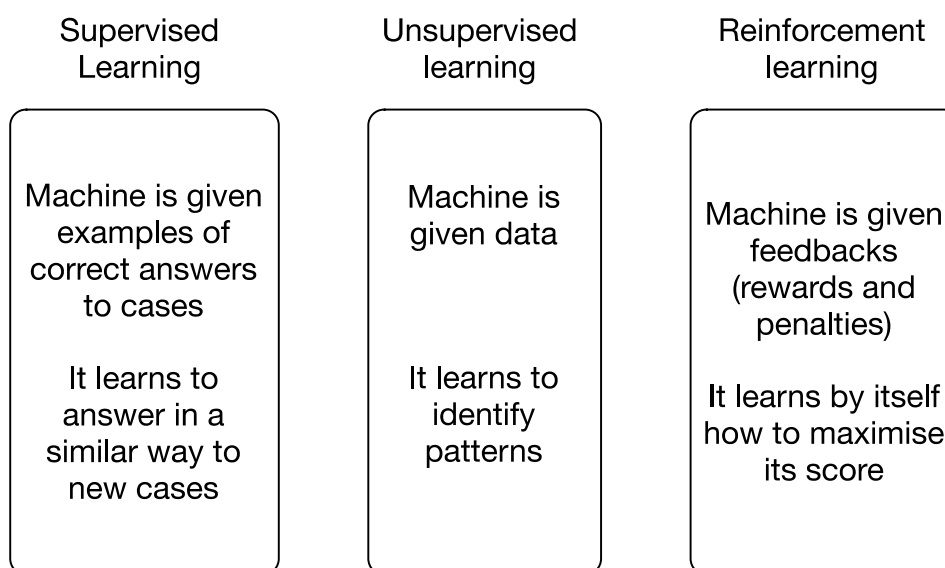 Supervised
Learning
Machine is given
examples of
correct answers
to cases
It learns to
answer in a
similar way to
new cases
Unsupervised
learning
Machine is
given data
It learns to
identify
patterns
Reinforcement
learning
Machine is given
feedbacks
(rewards and
penalties)
It learns by itself
how to maximise
its score